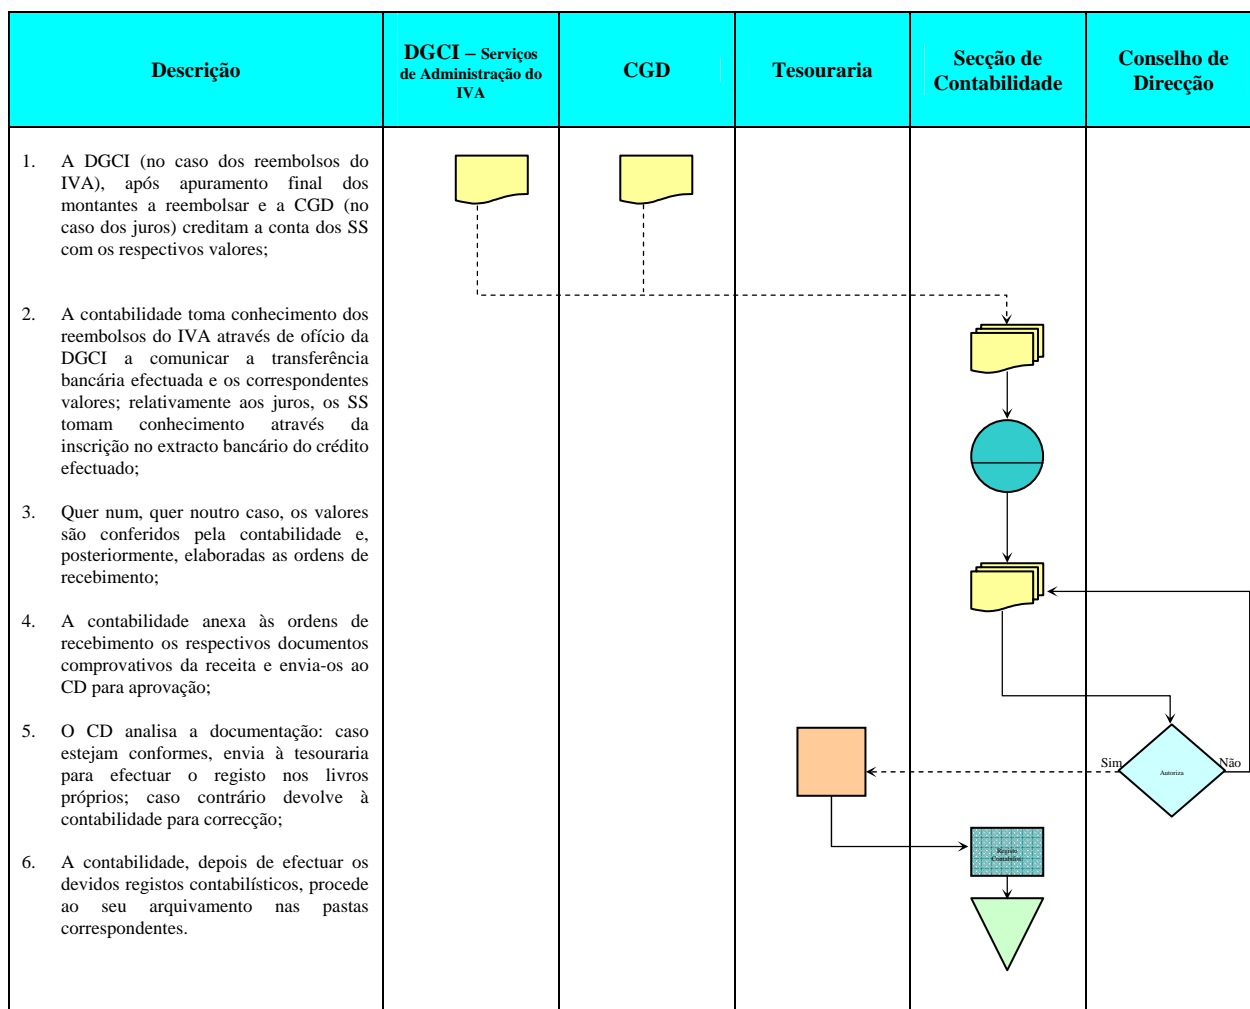 Descrição
DGCI – Serviços
de Administração do
IVA
CGD
Tesouraria
Secção de
Contabilidade
Conselho de
Direcção
1. A DGCI (no caso dos reembolsos do
IVA), após apuramento final dos
montantes a reembolsar e a CGD (no
caso dos juros) creditam a conta dos SS
com os respectivos valores;
2. A contabilidade toma conhecimento dos
reembolsos do IVA através de ofício da
DGCI a comunicar a transferência
bancária efectuada e os correspondentes
valores; relativamente aos juros, os SS
tomam conhecimento através da
inscrição no extracto bancário do crédito
efectuado;
3. Quer num, quer noutro caso, os valores
são conferidos pela contabilidade e,
posteriormente, elaboradas as ordens de
recebimento;
4. A contabilidade anexa às ordens de
recebimento os respectivos documentos
comprovativos da receita e envia-os ao
CD para aprovação;
5. O CD analisa a documentação: caso
estejam conformes, envia à tesouraria
para efectuar o registo nos livros
próprios; caso contrário devolve à
contabilidade para correcção;
6. A contabilidade, depois de efectuar os
devidos registos contabilísticos, procede
ao seu arquivamento nas pastas
correspondentes.
Sim
Autoriza
Não